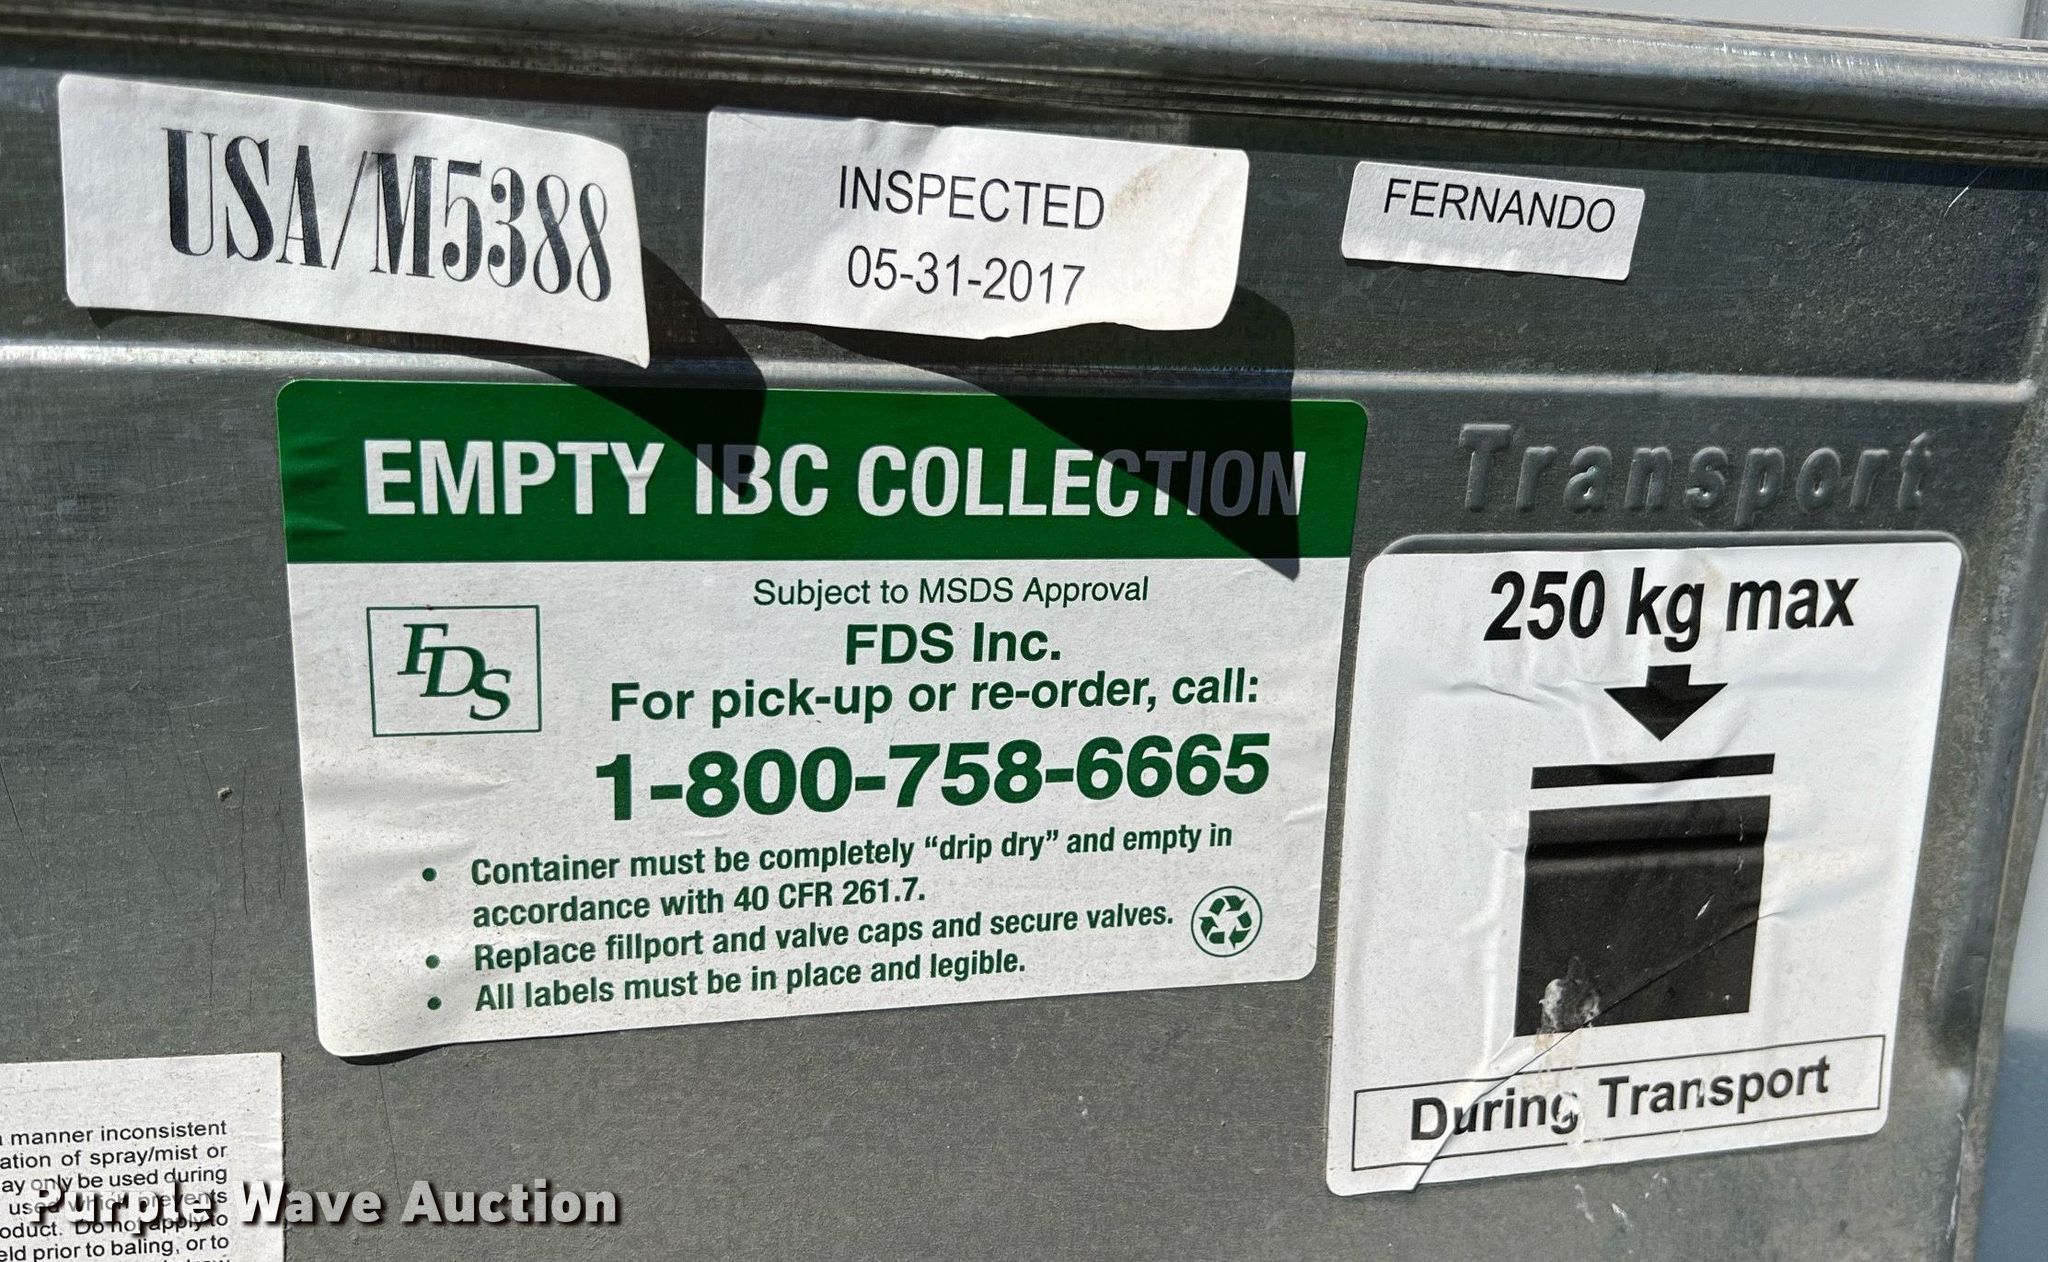 USA/M5388
INSPECTED
05-31-2017
FERNANDO
EMPTY IBC COLLECTION
Subject to MSDS Approval
FDS
FDS Inc.
For pick-up or re-order, call:
1-800-758-6665
• Container must be completely “drip dry” and empty in
accordance with 40 CFR 261.7.
• Replace fillport and valve caps and secure valves.
• All labels must be in place and legible.
Transport
250 kg max
During Transport
manner inconsistent
of spray/mist or
only be used during
which prevents
Do not apply to
prior to baling, or to
Purple Wave Auction